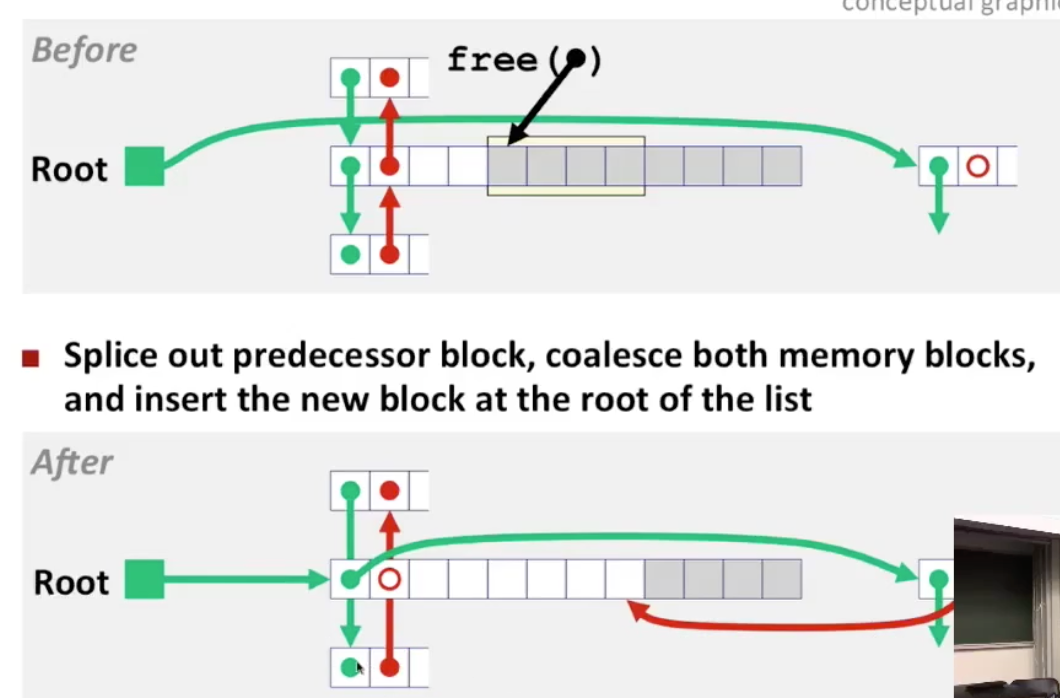 conceptual graphi
Before
free( )
Root
Splice out predecessor block, coalesce both memory blocks,
and insert the new block at the root of the list
After
Root